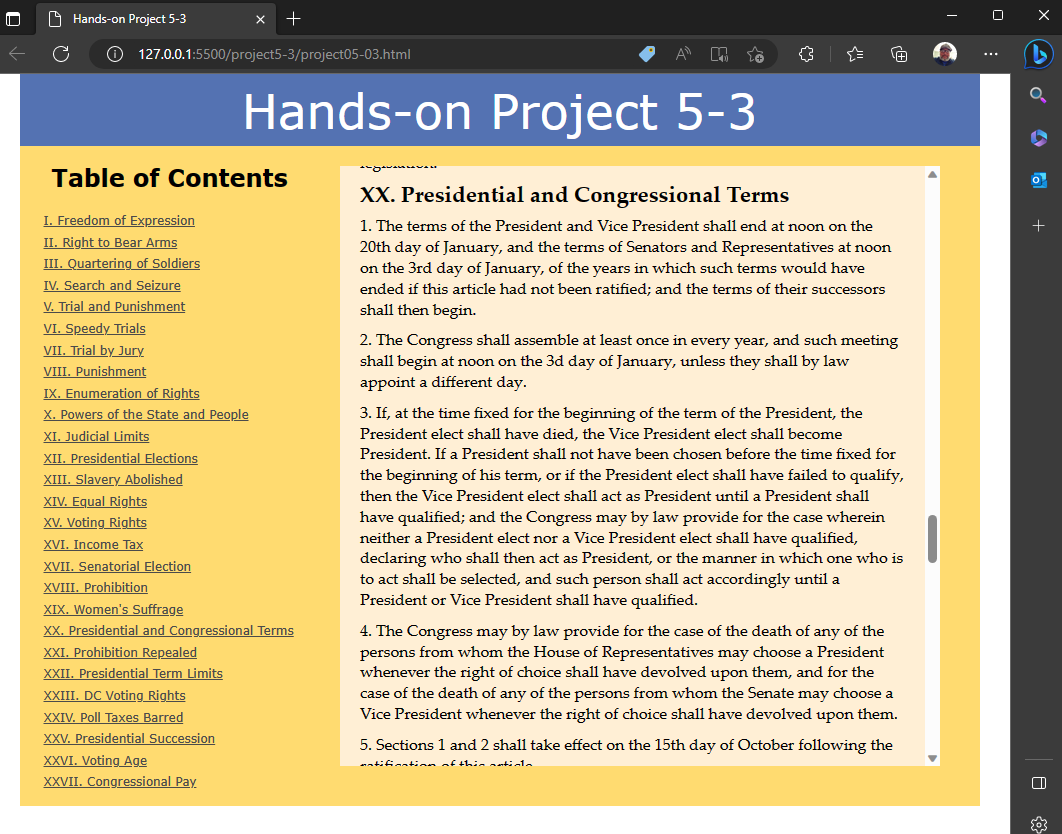 Hands-on Project 5-3
127.0.0.1:5500/project5-3/project05-03.html
Hands-on Project 5-3
Table of Contents
I. Freedom of Expression
II. Right to Bear Arms
III. Quartering of Soldiers
IV. Search and Seizure
V. Trial and Punishment
VI. Speedy Trials
VII. Trial by Jury
VIII. Punishment
IX. Enumeration of Rights
X. Powers of the State and People
XI. Judicial Limits
XII. Presidential Elections
XIII. Slavery Abolished
XIV. Equal Rights
XV. Voting Rights
XVI. Income Tax
XVII. Senatorial Election
XVIII. Prohibition
XIX. Women's Suffrage
XX. Presidential and Congressional Terms
XXI. Prohibition Repealed
XXII. Presidential Term Limits
XXIII. DC Voting Rights
XXIV. Poll Taxes Barred
XXV. Presidential Succession
XXVI. Voting Age
XXVII. Congressional Pay
legislation.
XX. Presidential and Congressional Terms
1. The terms of the President and Vice President shall end at noon on the
20th day of January, and the terms of Senators and Representatives at noon
on the 3rd day of January, of the years in which such terms would have
ended if this article had not been ratified; and the terms of their successors
shall then begin.
2. The Congress shall assemble at least once in every year, and such meeting
shall begin at noon on the 3d day of January, unless they shall by law
appoint a different day.
3. If, at the time fixed for the beginning of the term of the President, the
President elect shall have died, the Vice President elect shall become
President. If a President shall not have been chosen before the time fixed for
the beginning of his term, or if the President elect shall have failed to qualify,
then the Vice President elect shall act as President until a President shall
have qualified; and the Congress may by law provide for the case wherein
neither a President elect nor a Vice President elect shall have qualified,
declaring who shall then act as President, or the manner in which one who is
to act shall be selected, and such person shall act accordingly until a
President or Vice President shall have qualified.
4. The Congress may by law provide for the case of the death of any of the
persons from whom the House of Representatives may choose a President
whenever the right of choice shall have devolved upon them, and for the
case of the death of any of the persons from whom the Senate may choose a
Vice President whenever the right of choice shall have devolved upon them.
5. Sections 1 and 2 shall take effect on the 15th day of October following the
ratification of this article.